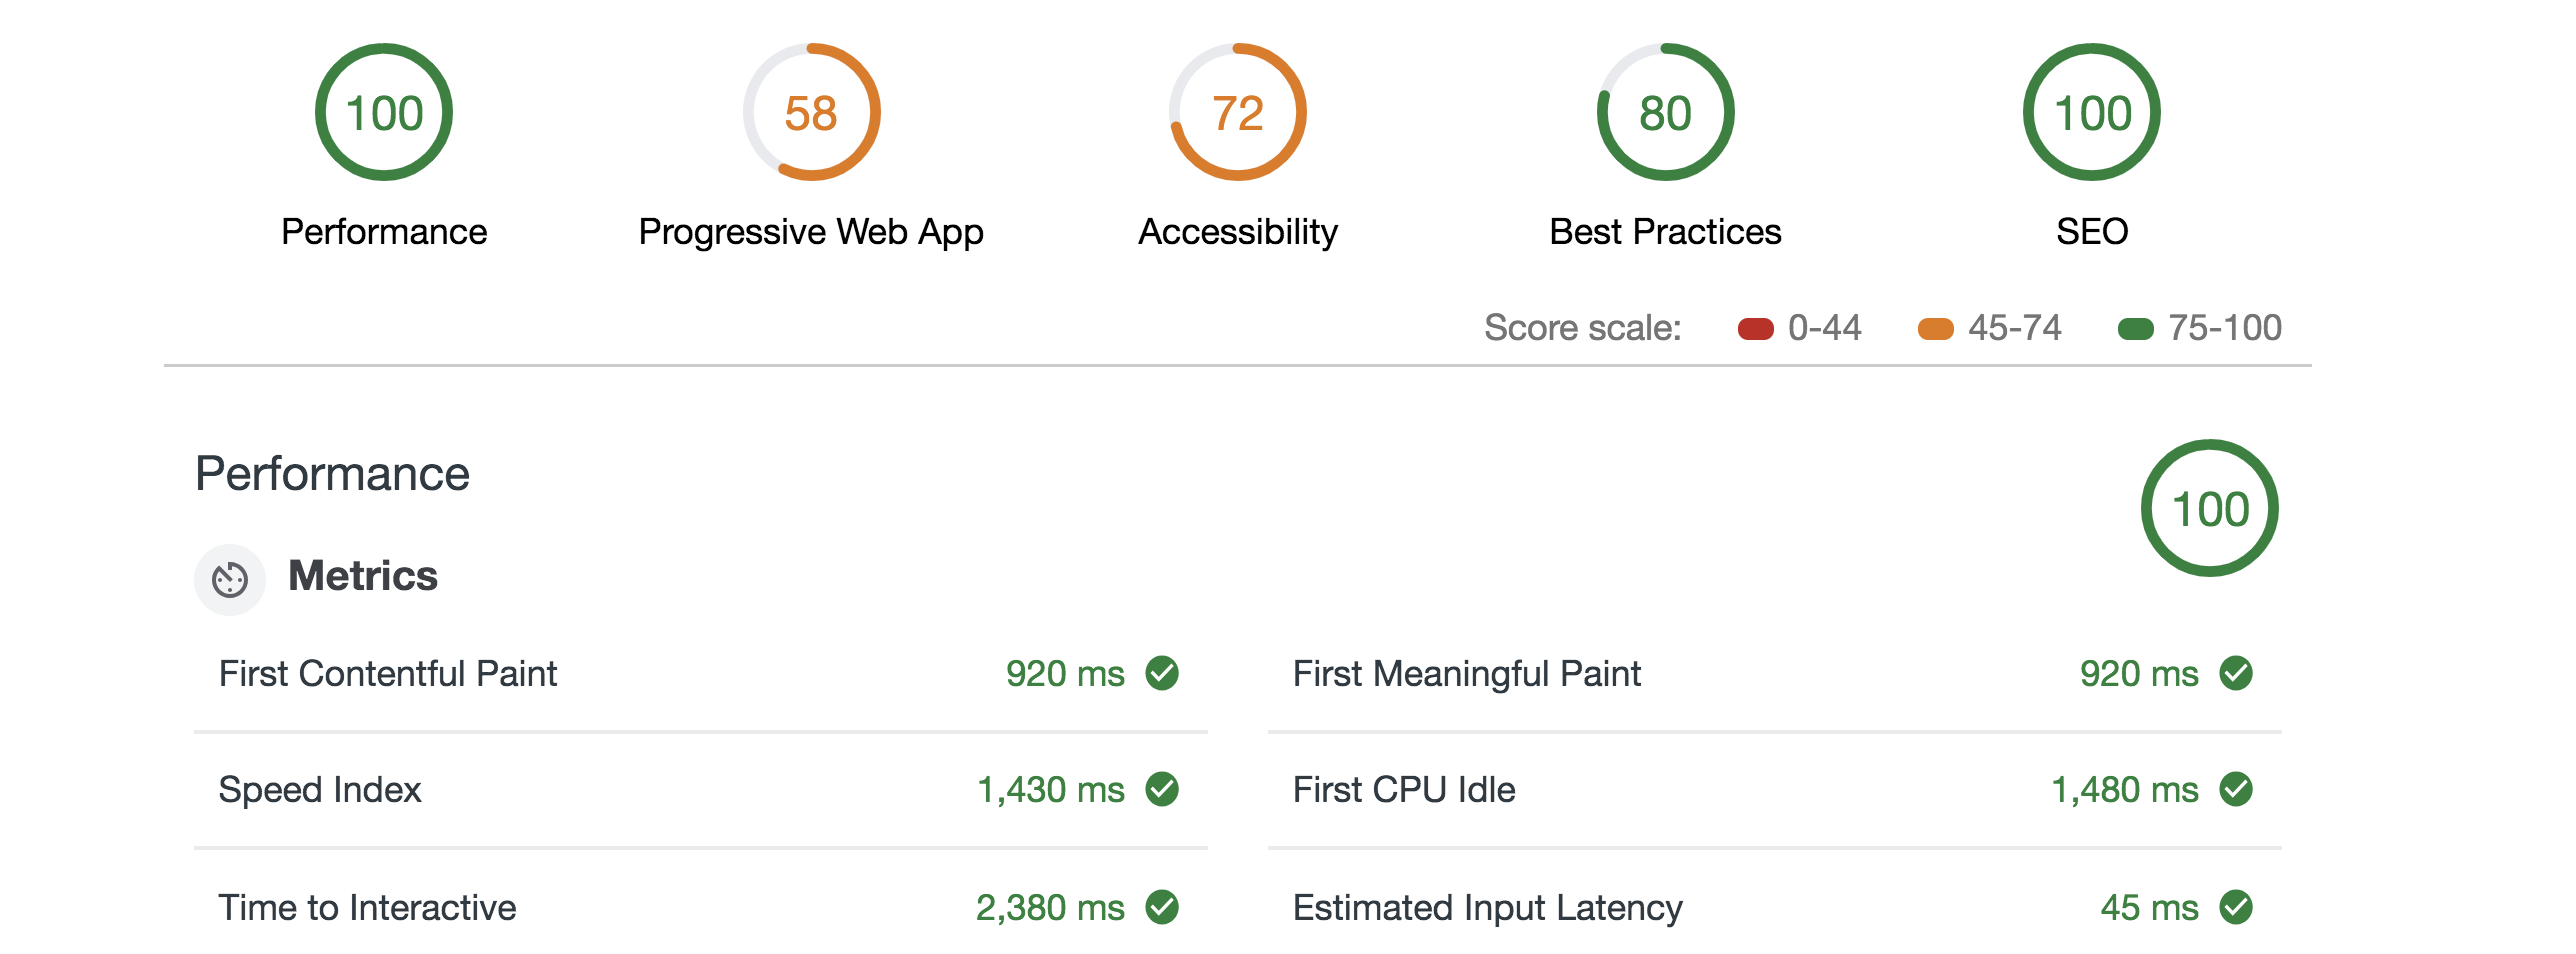 100 58 72 80 100
Performance Progressive Web App Accessibility Best Practices SEO
Score scale: 0-44 45-74 75-100
Performance 100
Metrics
First Contentful Paint 920 ms First Meaningful Paint 920 ms
Speed Index 1,430 ms First CPU Idle 1,480 ms
Time to Interactive 2,380 ms Estimated Input Latency 45 ms